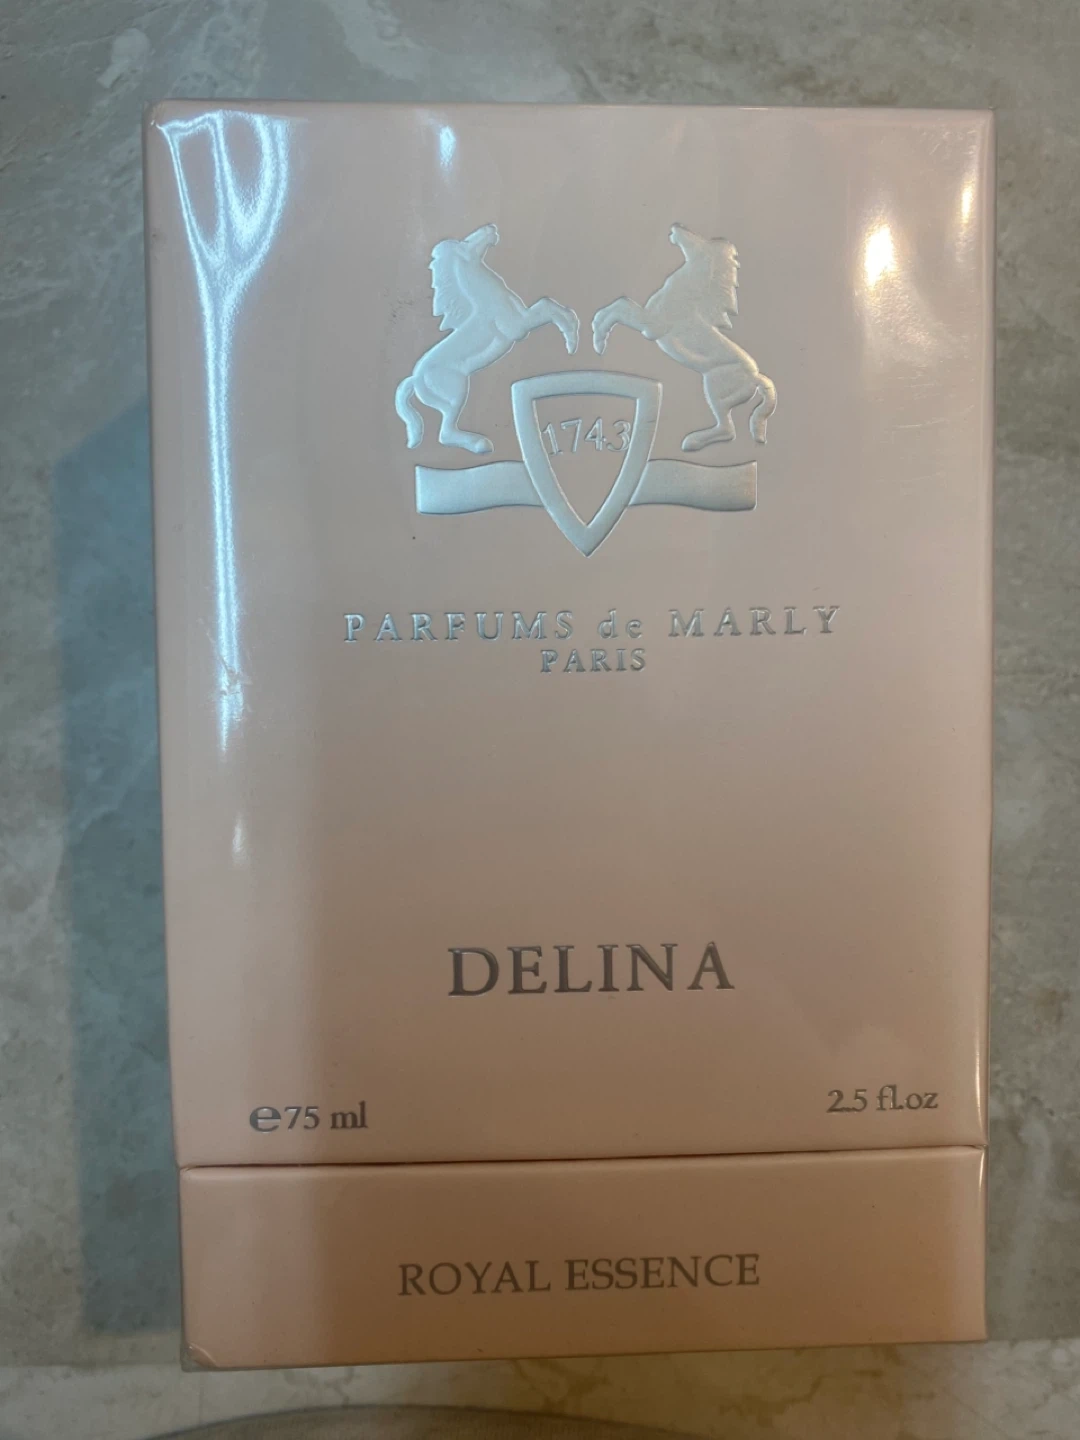 1743
PARFUMS de MARLY
PARIS
DELINA
℮75 ml 2.5 fl.oz
ROYAL ESSENCE